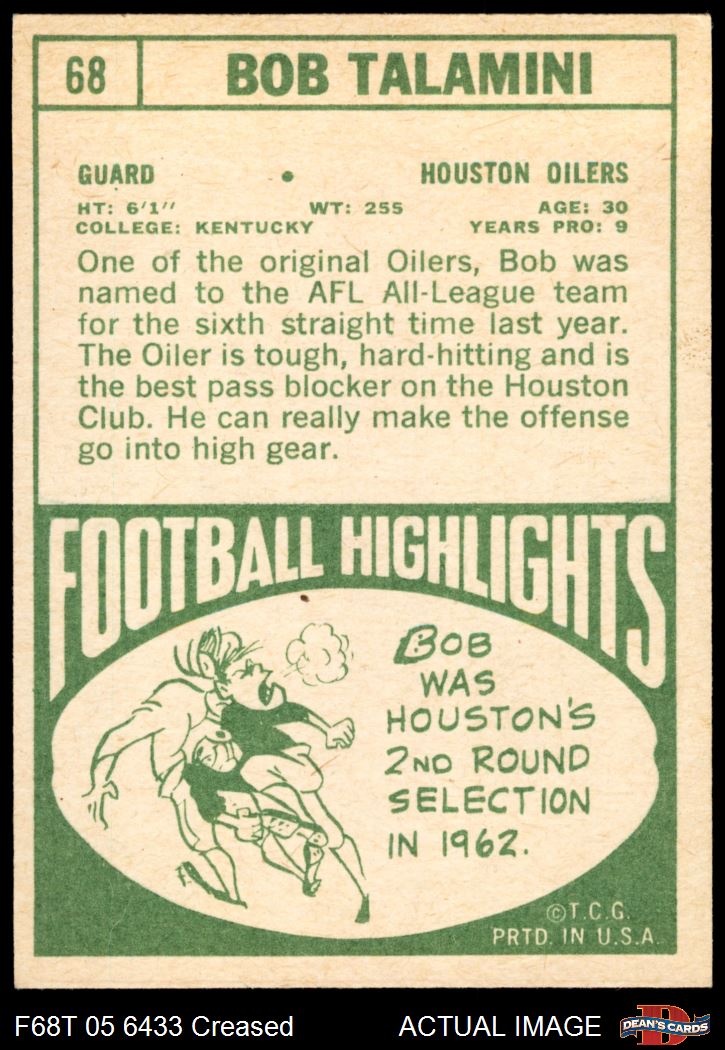 68 BOB TALAMINI
GUARD • HOUSTON OILERS
HT: 6'1" WT: 255 AGE: 30
COLLEGE: KENTUCKY YEARS PRO: 9
One of the original Oilers, Bob was
named to the AFL All-League team
for the sixth straight time last year.
The Oiler is tough, hard-hitting and is
the best pass blocker on the Houston
Club. He can really make the offense
go into high gear.
FOOTBALL HIGHLIGHTS
BOB
WAS
HOUSTON'S
2ND ROUND
SELECTION
IN 1962.
©T.C.G.
PRTD. IN U.S.A.
F68T 05 6433 Creased ACTUAL IMAGE D DEAN'S CARDS